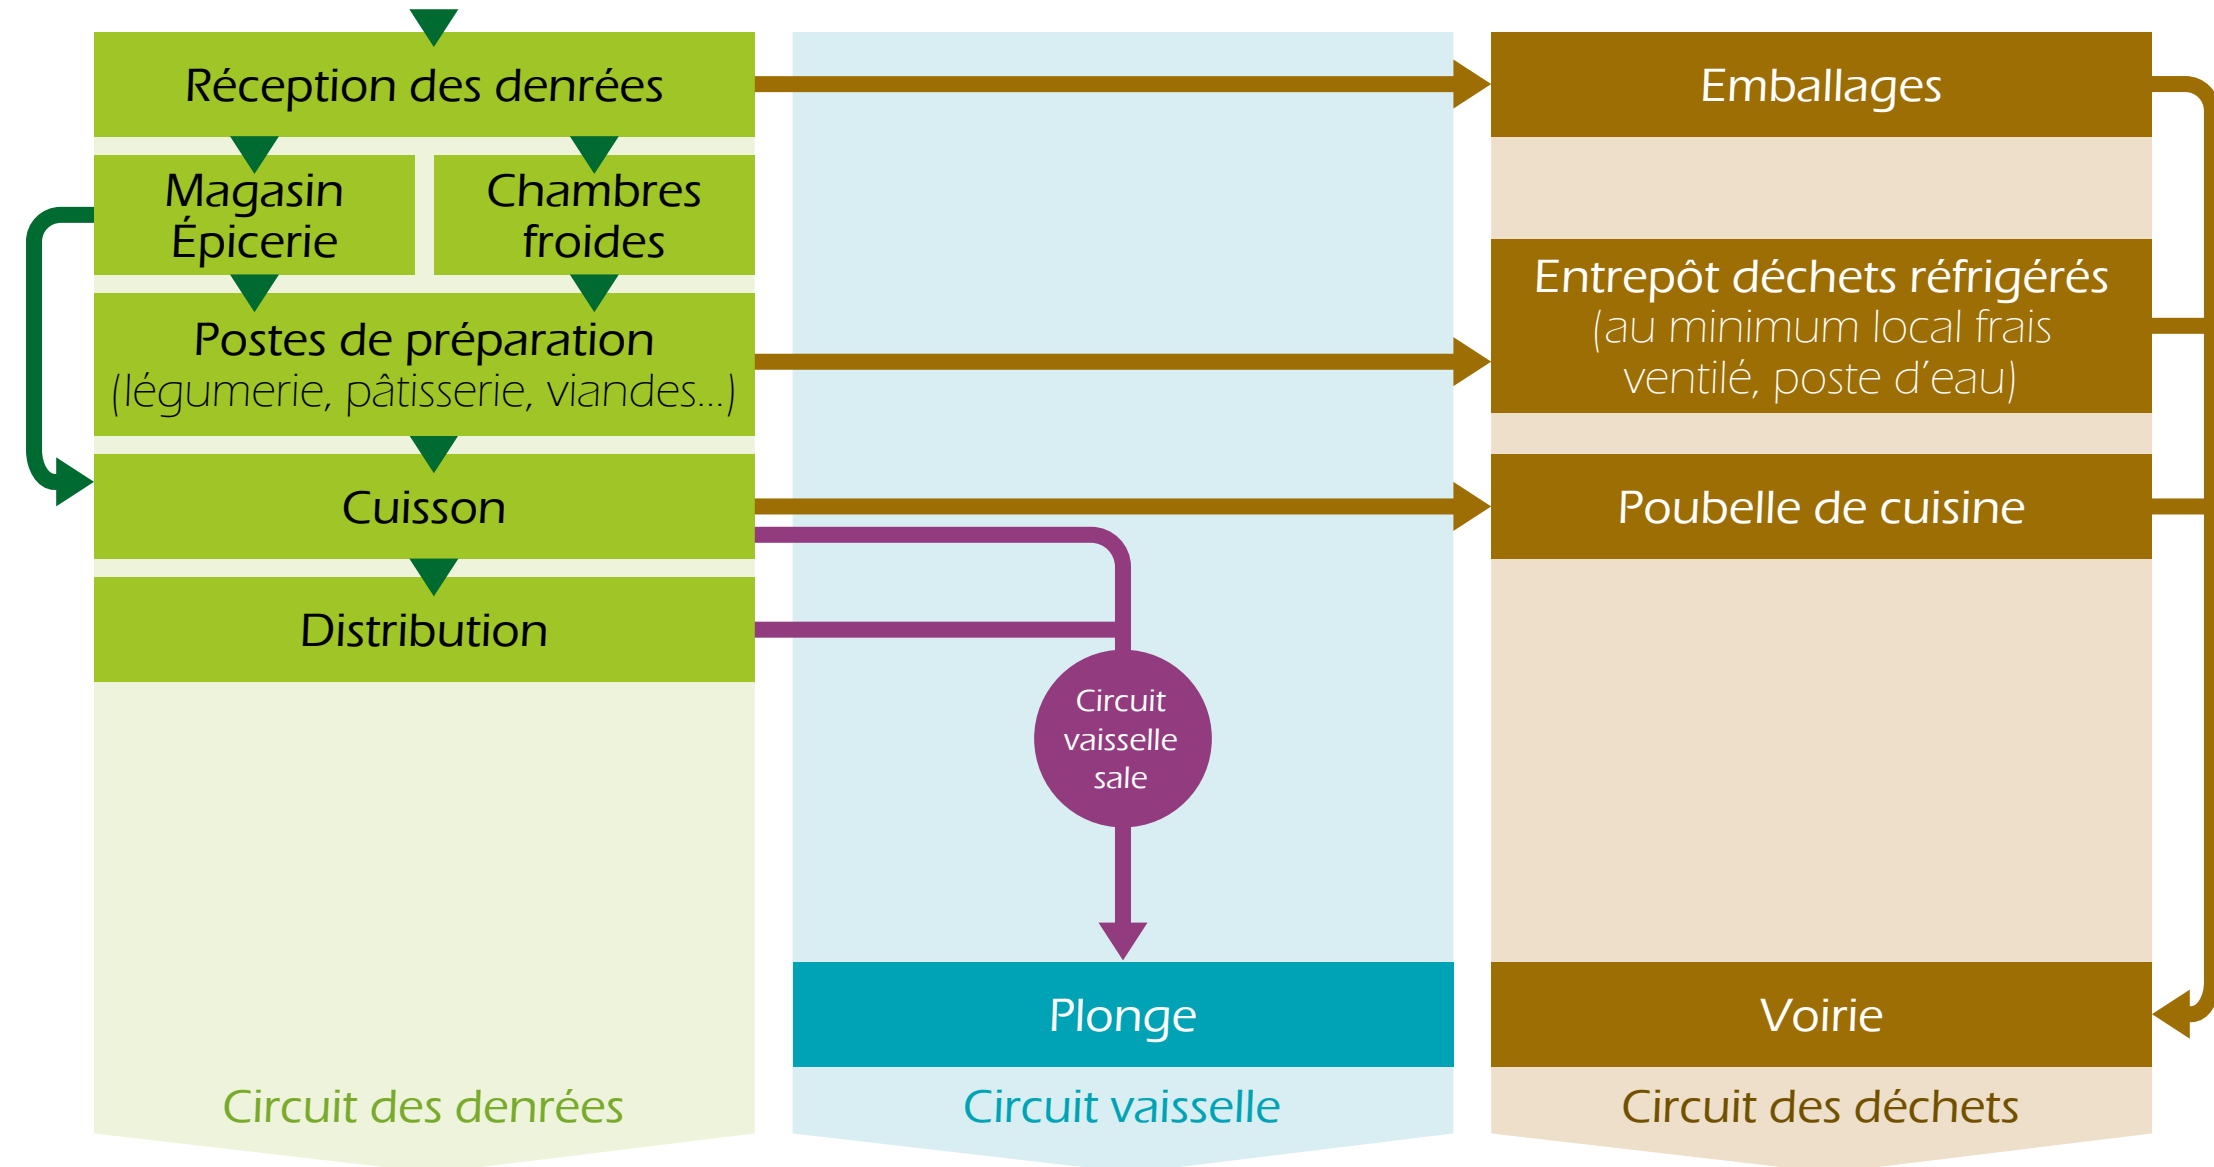 Réception des denrées
Emballages
Magasin
Épicerie
Chambres
froides
Entrepôt déchets réfrigérés
(au minimum local frais
ventilé, poste d’eau)
Postes de préparation
(légumerie, pâtisserie, viandes...)
Cuisson
Poubelle de cuisine
Distribution
Circuit
vaisselle
sale
Plonge
Voirie
Circuit des denrées
Circuit vaisselle
Circuit des déchets